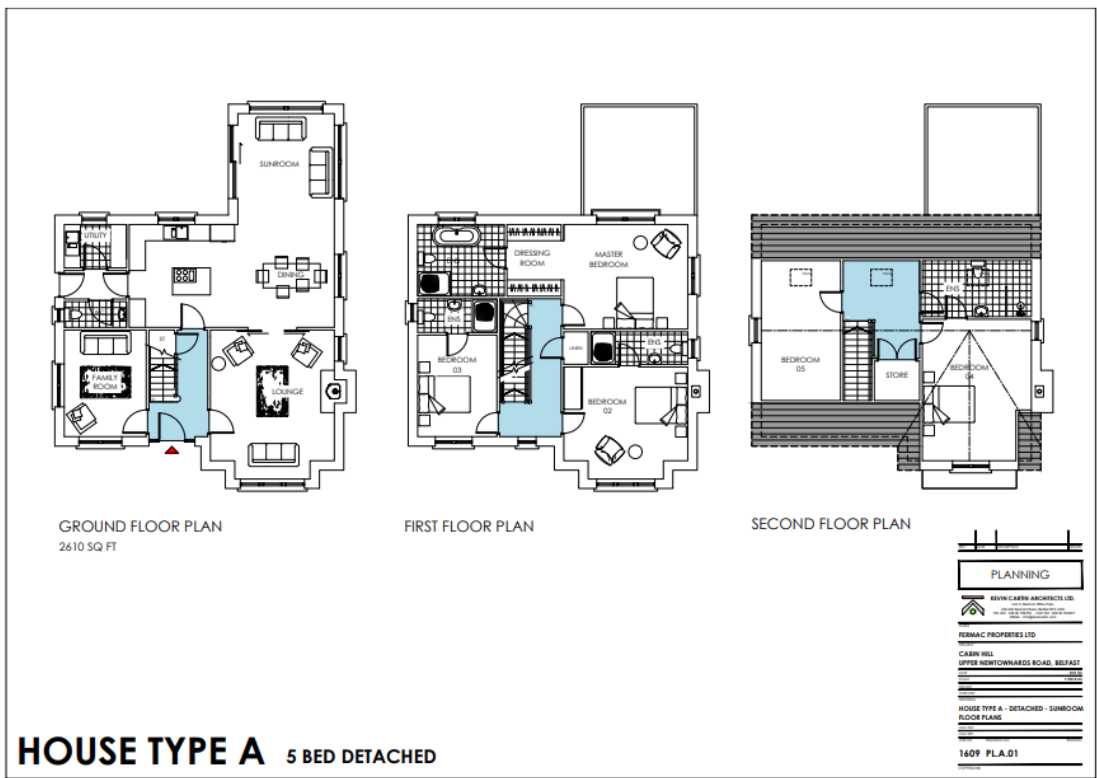 SUNROOM
UTILITY
DINING
ST
FAMILY
ROOM
LOUNGE
GROUND FLOOR PLAN
2610 SQ FT
ENS
DRESSING
ROOM
MASTER
BEDROOM
ENS
BEDROOM
03
LINEN
ENS
BEDROOM
02
FIRST FLOOR PLAN
ENS
BEDROOM
05
STORE
BEDROOM
04
SECOND FLOOR PLAN
PLANNING
KEVIN CARTIN ARCHITECTS LTD.
FERMAC PROPERTIES LTD
CABIN HILL
UPPER NEWTOWNARDS ROAD, BELFAST
HOUSE TYPE A - DETACHED - SUNROOM
FLOOR PLANS
1609 PL.A.01
HOUSE TYPE A 5 BED DETACHED